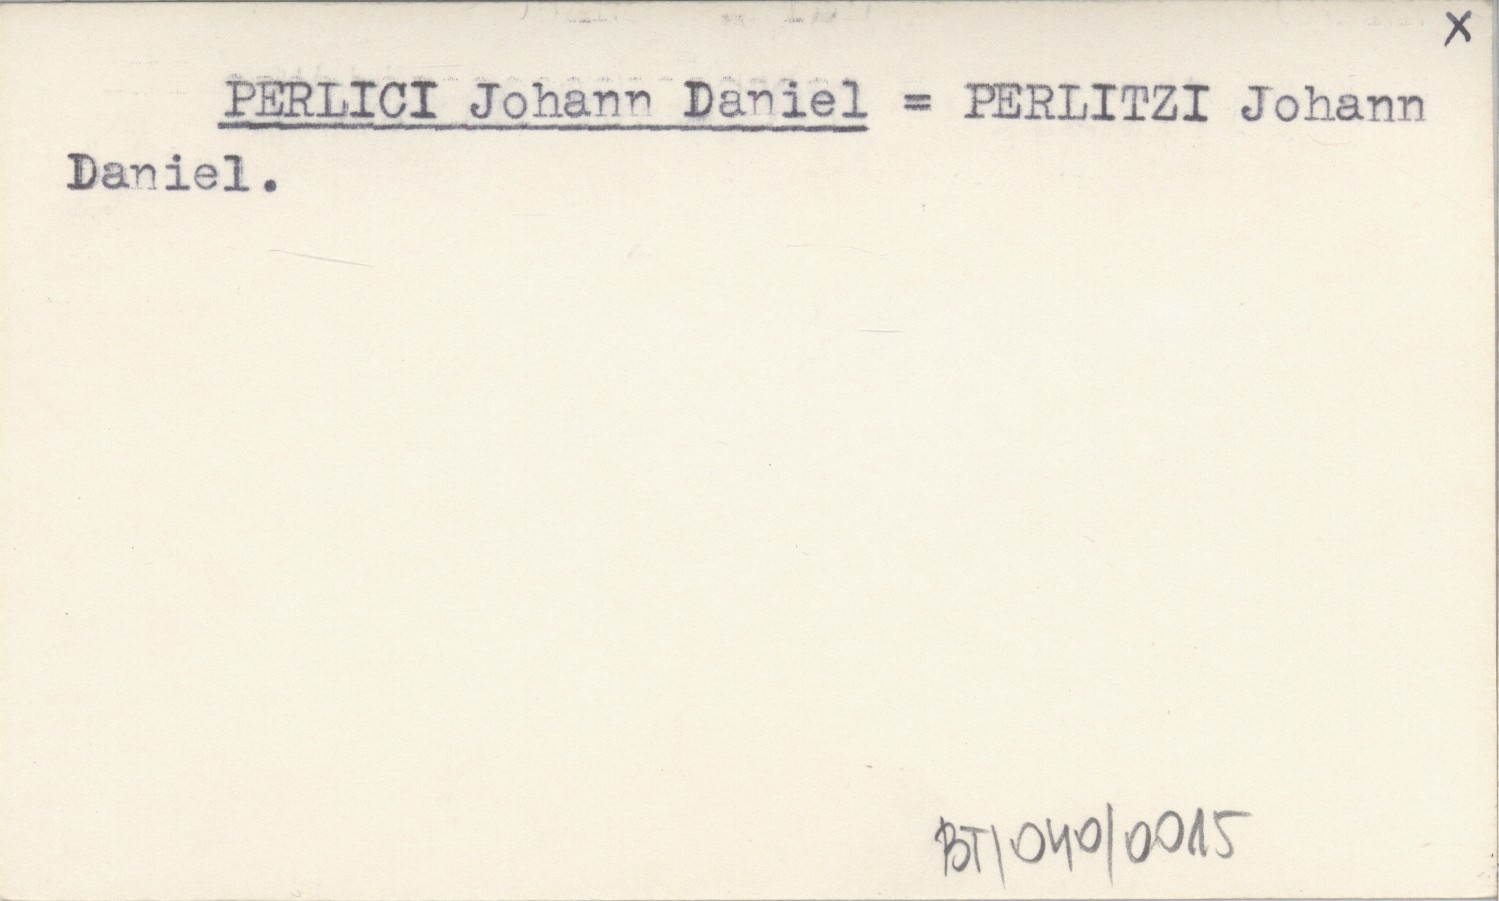 x
PERLICI Johann Daniel = PERLITZI Johann
Daniel.
BT/040/0015